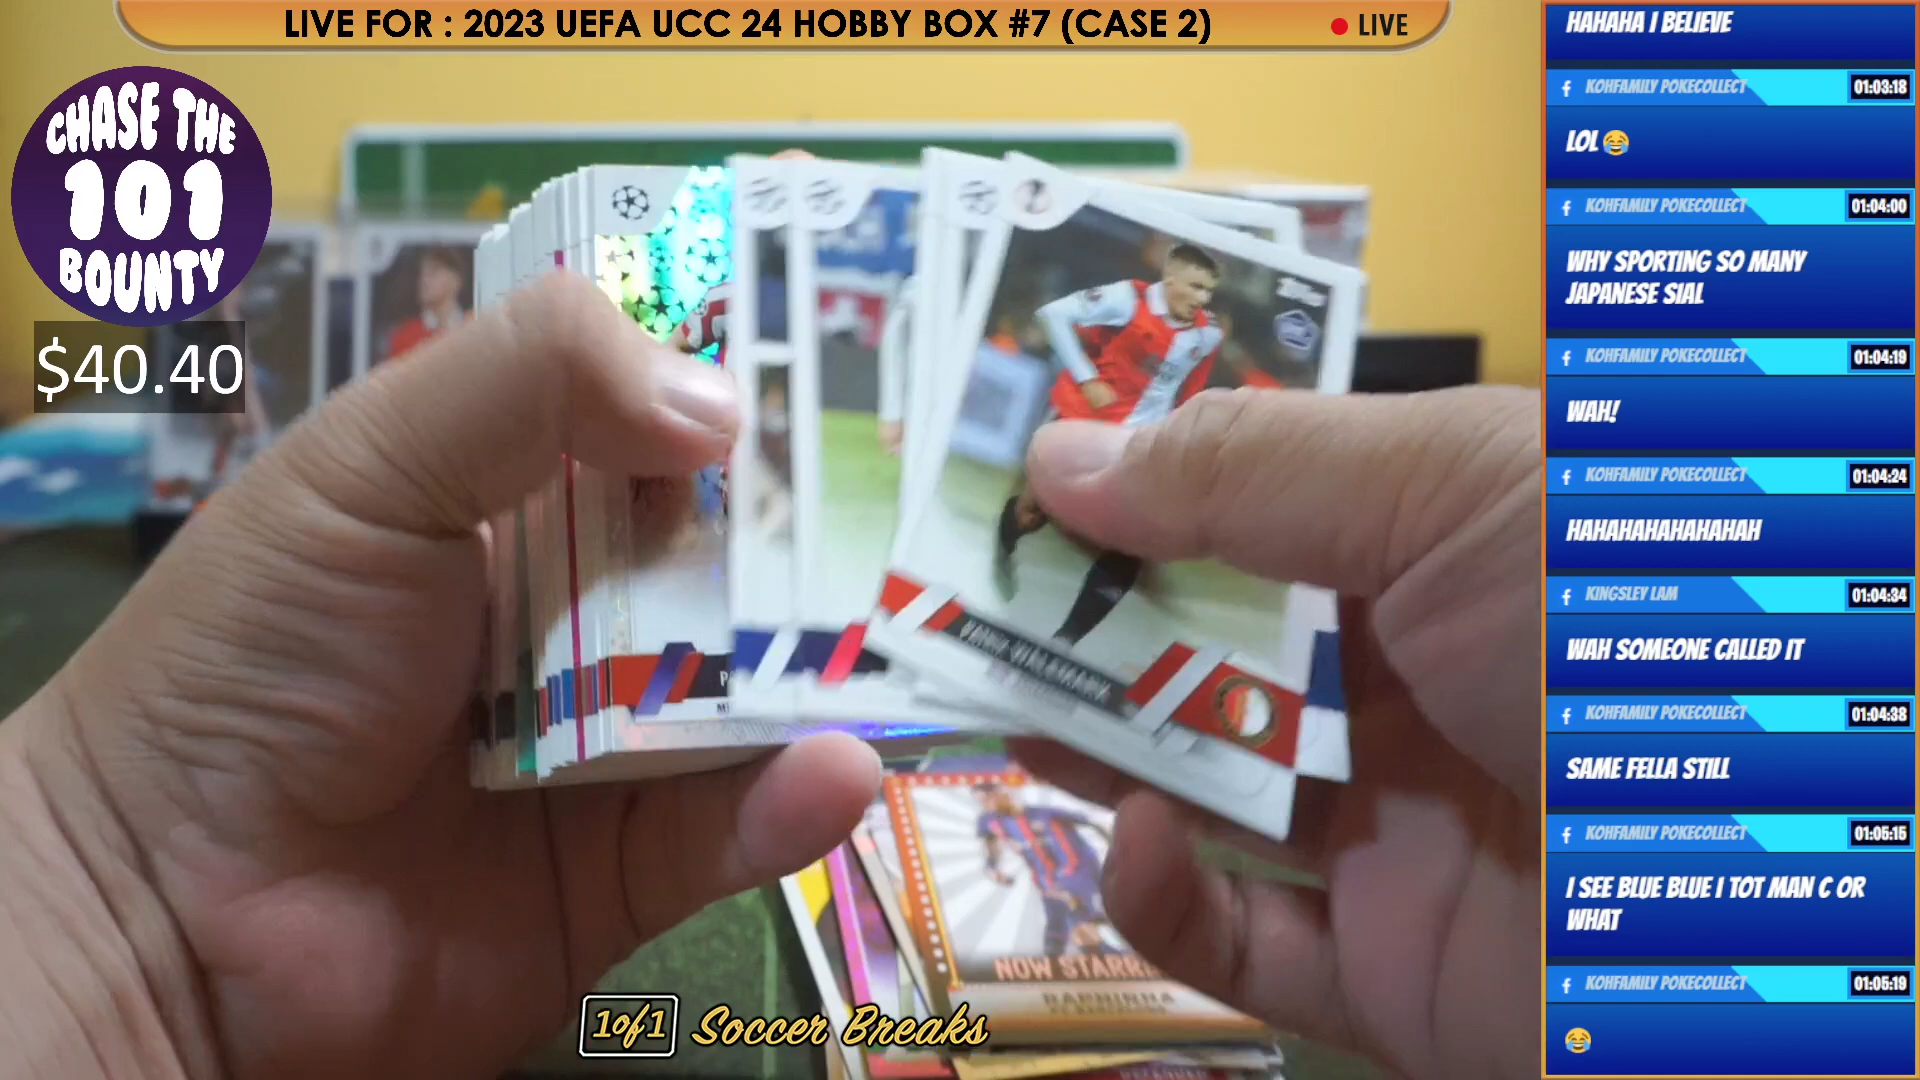 LIVE FOR : 2023 UEFA UCC 24 HOBBY BOX #7 (CASE 2)
LIVE
CHASE THE
101
BOUNTY
$40.40
NOW STARR
RAPHINHA
1of1 Soccer Breaks
HAHAHA I BELIEVE
KOHFAMILY POKECOLLECT 01:03:18
LOL 😂
KOHFAMILY POKECOLLECT 01:04:00
WHY SPORTING SO MANY
JAPANESE SIAL
KOHFAMILY POKECOLLECT 01:04:19
WAH!
KOHFAMILY POKECOLLECT 01:04:24
HAHAHAHAHAHAHAH
KINGSLEY LAM 01:04:34
WAH SOMEONE CALLED IT
KOHFAMILY POKECOLLECT 01:04:38
SAME FELLA STILL
KOHFAMILY POKECOLLECT 01:05:15
I SEE BLUE BLUE I TOT MAN C OR
WHAT
KOHFAMILY POKECOLLECT 01:05:19
😂